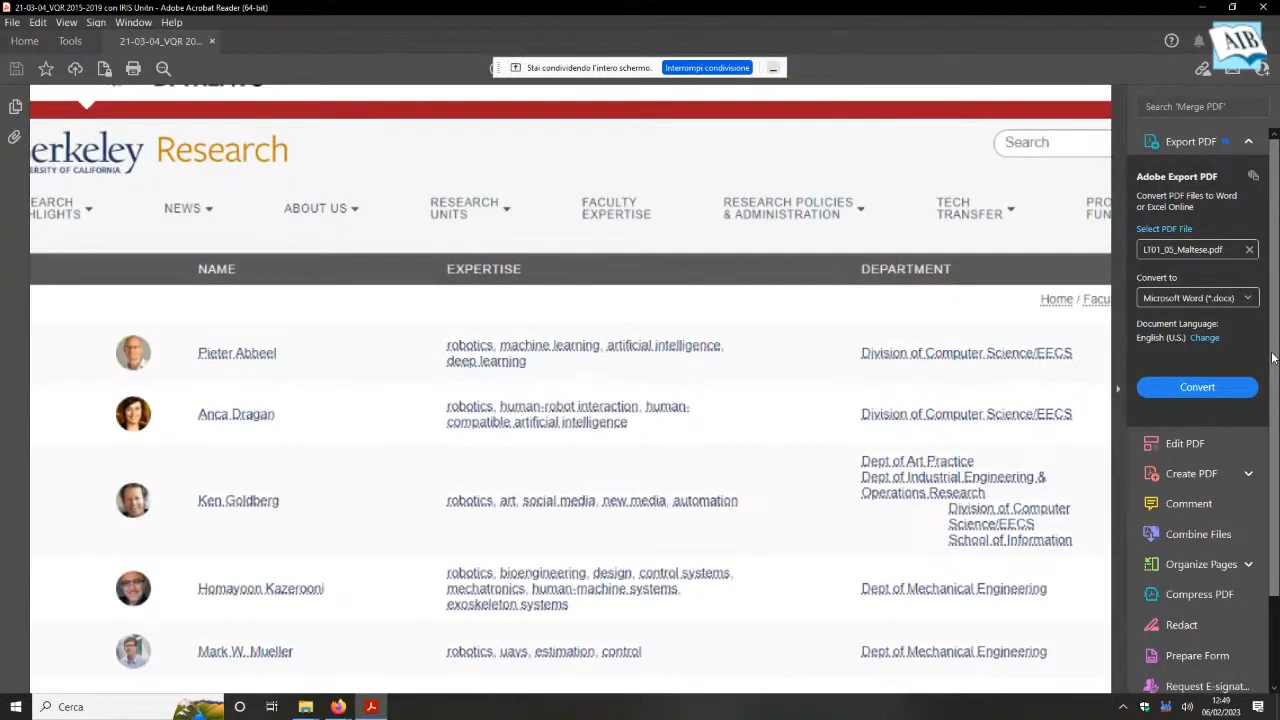 21-03-04_VQR 2015-2019 con IRIS Unitn - Adobe Acrobat Reader (64-bit)
File Edit View Sign Window Help
Home Tools 21-03-04_VQR 20... ×
AIB
Stai condividendo l'intero schermo. Interrompi condivisione
Search 'Merge PDF'
erkeley Research
VERSITY OF CALIFORNIA
Search
EARCH
HLIGHTS
NEWS
ABOUT US
RESEARCH
UNITS
FACULTY
EXPERTISE
RESEARCH POLICIES
& ADMINISTRATION
TECH
TRANSFER
PRO
FUN
NAME EXPERTISE DEPARTMENT
Home / Facu
Pieter Abbeel
robotics, machine learning, artificial intelligence,
deep learning
Division of Computer Science/EECS
Anca Dragan
robotics, human-robot interaction, human-
compatible artificial intelligence
Division of Computer Science/EECS
Ken Goldberg
robotics, art, social media, new media, automation
Dept of Art Practice
Dept of Industrial Engineering &
Operations Research
Division of Computer
Science/EECS
School of Information
Homayoon Kazerooni
robotics, bioengineering, design, control systems,
mechatronics, human-machine systems,
exoskeleton systems
Dept of Mechanical Engineering
Mark W. Mueller
robotics, uavs, estimation, control
Dept of Mechanical Engineering
Export PDF
Adobe Export PDF
Convert PDF Files to Word
or Excel Online
Select PDF File
LT01_05_Maltese.pdf ×
Convert to
Microsoft Word (*.docx)
Document Language:
English (U.S.) Change
Convert
Edit PDF
Create PDF
Comment
Combine Files
Organize Pages
Compress PDF
Redact
Prepare Form
Request E-signat...
Cerca
12:49
06/02/2023